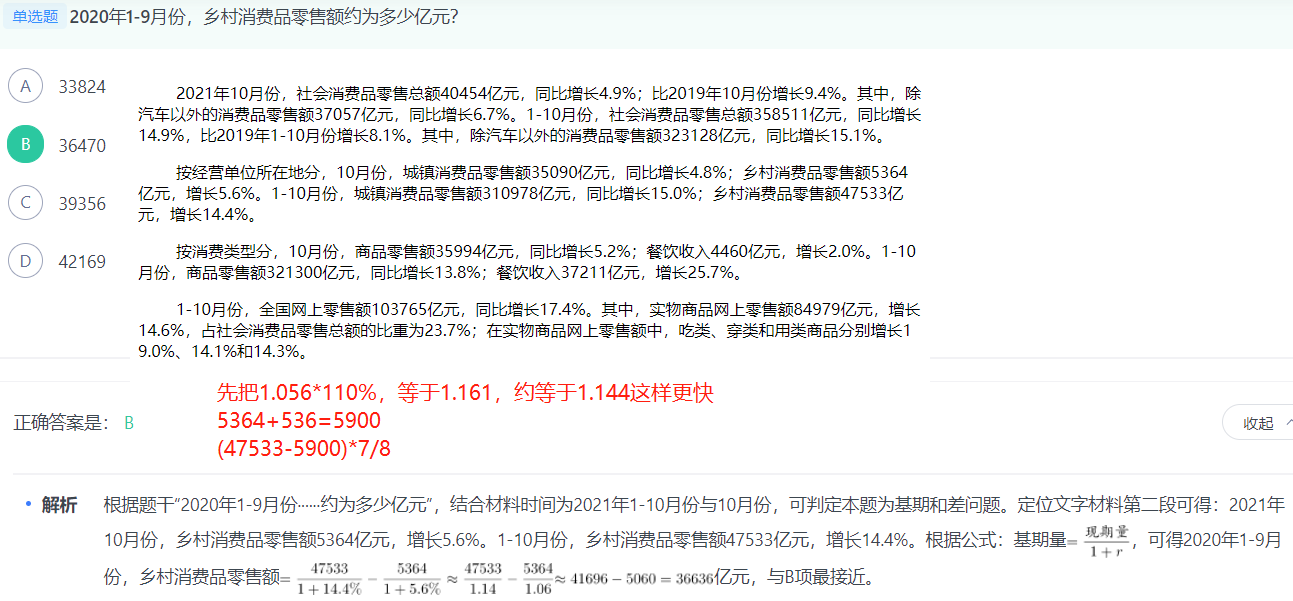 单选题 2020年1-9月份，乡村消费品零售额约为多少亿元？
A 33824
B 36470
C 39356
D 42169
2021年10月份，社会消费品零售总额40454亿元，同比增长4.9%；比2019年10月份增长9.4%。其中，除
汽车以外的消费品零售额37057亿元，同比增长6.7%。1-10月份，社会消费品零售总额358511亿元，同比增长
14.9%，比2019年1-10月份增长8.1%。其中，除汽车以外的消费品零售额323128亿元，同比增长15.1%。
按经营单位所在地分，10月份，城镇消费品零售额35090亿元，同比增长4.8%；乡村消费品零售额5364
亿元，增长5.6%。1-10月份，城镇消费品零售额310978亿元，同比增长15.0%；乡村消费品零售额47533亿
元，增长14.4%。
按消费类型分，10月份，商品零售额35994亿元，同比增长5.2%；餐饮收入4460亿元，增长2.0%。1-10
月份，商品零售额321300亿元，同比增长13.8%；餐饮收入37211亿元，增长25.7%。
1-10月份，全国网上零售额103765亿元，同比增长17.4%。其中，实物商品网上零售额84979亿元，增长
14.6%，占社会消费品零售总额的比重为23.7%；在实物商品网上零售额中，吃类、穿类和用类商品分别增长1
9.0%、14.1%和14.3%。
先把1.056*110%，等于1.161，约等于1.144这样更快
5364+536=5900
(47533-5900)*7/8
正确答案是： B
收起
• 解析 根据题干“2020年1-9月份……约为多少亿元”，结合材料时间为2021年1-10月份与10月份，可判定本题为基期和差问题。定位文字材料第二段可得：2021年
10月份，乡村消费品零售额5364亿元，增长5.6%。1-10月份，乡村消费品零售额47533亿元，增长14.4%。根据公式：基期量=现期量/1+r，可得2020年1-9月
份，乡村消费品零售额=47533/1+14.4%−5364/1+5.6%≈47533/1.14−5364/1.06≈41696−5060=36636亿元，与B项最接近。